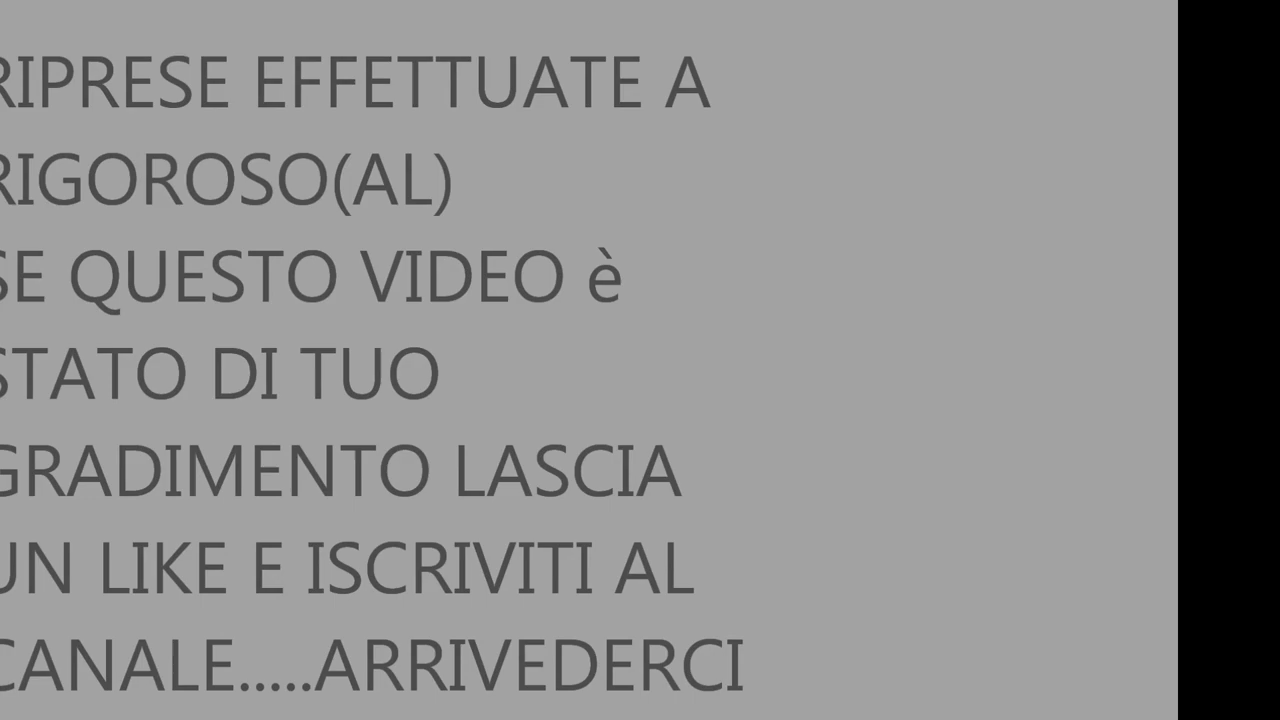 RIPRESE EFFETTUATE A
RIGOROSO(AL)
SE QUESTO VIDEO è
STATO DI TUO
GRADIMENTO LASCIA
UN LIKE E ISCRIVITI AL
CANALE.....ARRIVEDERCI